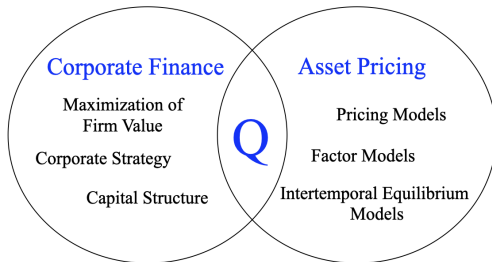 Corporate Finance
Maximization of
Firm Value
Corporate Strategy
Capital Structure
Q
Asset Pricing
Pricing Models
Factor Models
Intertemporal Equilibrium
Models